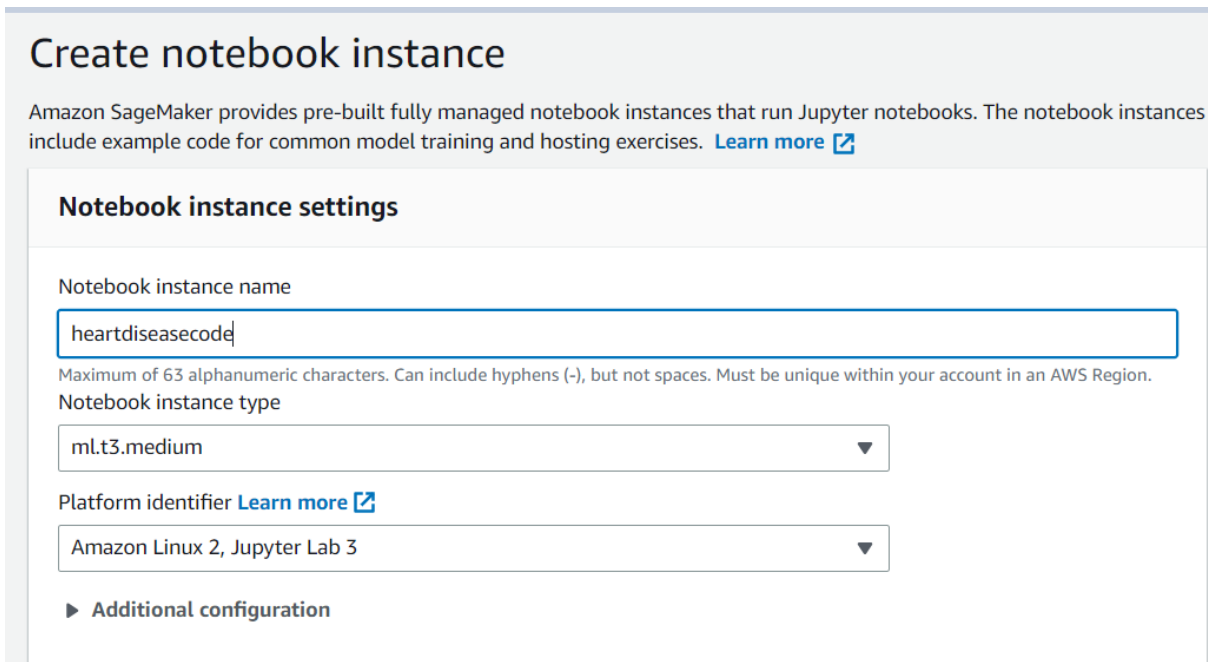 Create notebook instance
Amazon SageMaker provides pre-built fully managed notebook instances that run Jupyter notebooks. The notebook instances
include example code for common model training and hosting exercises. Learn more
Notebook instance settings
Notebook instance name
heartdiseasecode
Maximum of 63 alphanumeric characters. Can include hyphens (-), but not spaces. Must be unique within your account in an AWS Region.
Notebook instance type
ml.t3.medium
Platform identifier Learn more
Amazon Linux 2, Jupyter Lab 3
Additional configuration